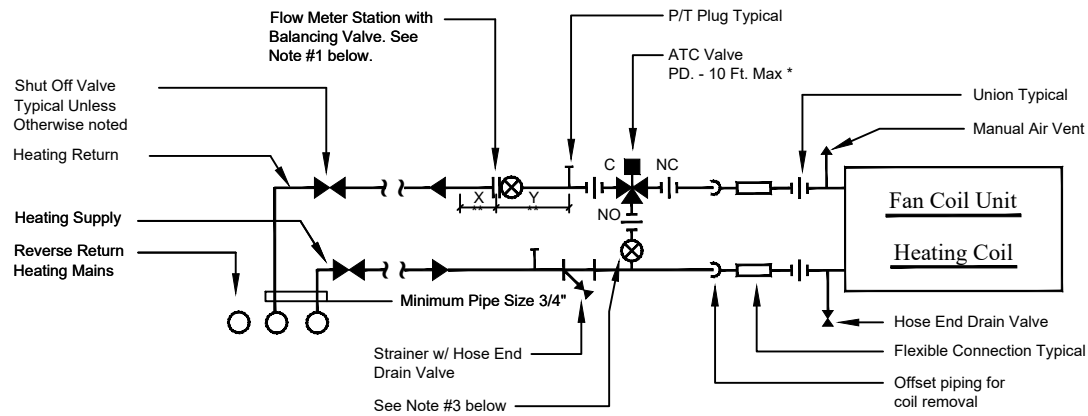 Flow Meter Station with
Balancing Valve. See
Note #1 below.
P/T Plug Typical
ATC Valve
PD. - 10 Ft. Max *
Shut Off Valve
Typical Unless
Otherwise noted
Union Typical
Manual Air Vent
Heating Return
C
NC
X
**
Y
**
NO
Fan Coil Unit
Heating Coil
Heating Supply
Reverse Return
Heating Mains
Minimum Pipe Size 3/4"
Hose End Drain Valve
Strainer w/ Hose End
Drain Valve
Flexible Connection Typical
Offset piping for
coil removal
See Note #3 below